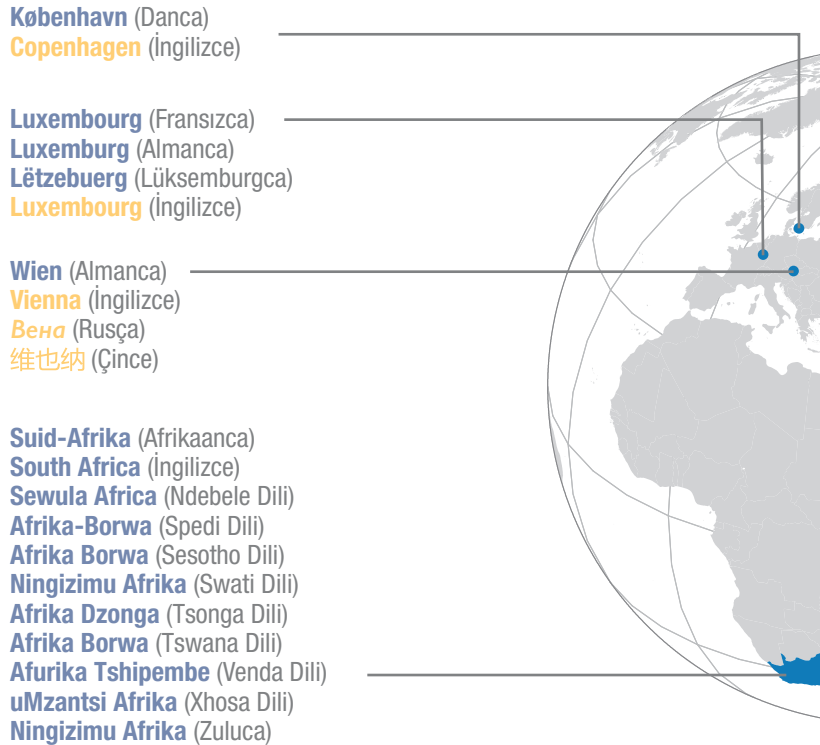 København (Danca)
Copenhagen (İngilizce)
Luxembourg (Fransızca)
Luxemburg (Almanca)
Lëtzebuerg (Lüksemburgca)
Luxembourg (İngilizce)
Wien (Almanca)
Vienna (İngilizce)
Вена (Rusça)
维也纳 (Çince)
Suid-Afrika (Afrikaanca)
South Africa (İngilizce)
Sewula Africa (Ndebele Dili)
Afrika-Borwa (Spedi Dili)
Afrika Borwa (Sesotho Dili)
Ningizimu Afrika (Swati Dili)
Afrika Dzonga (Tsonga Dili)
Afrika Borwa (Tswana Dili)
Afurika Tshipembe (Venda Dili)
uMzantsi Afrika (Xhosa Dili)
Ningizimu Afrika (Zuluca)